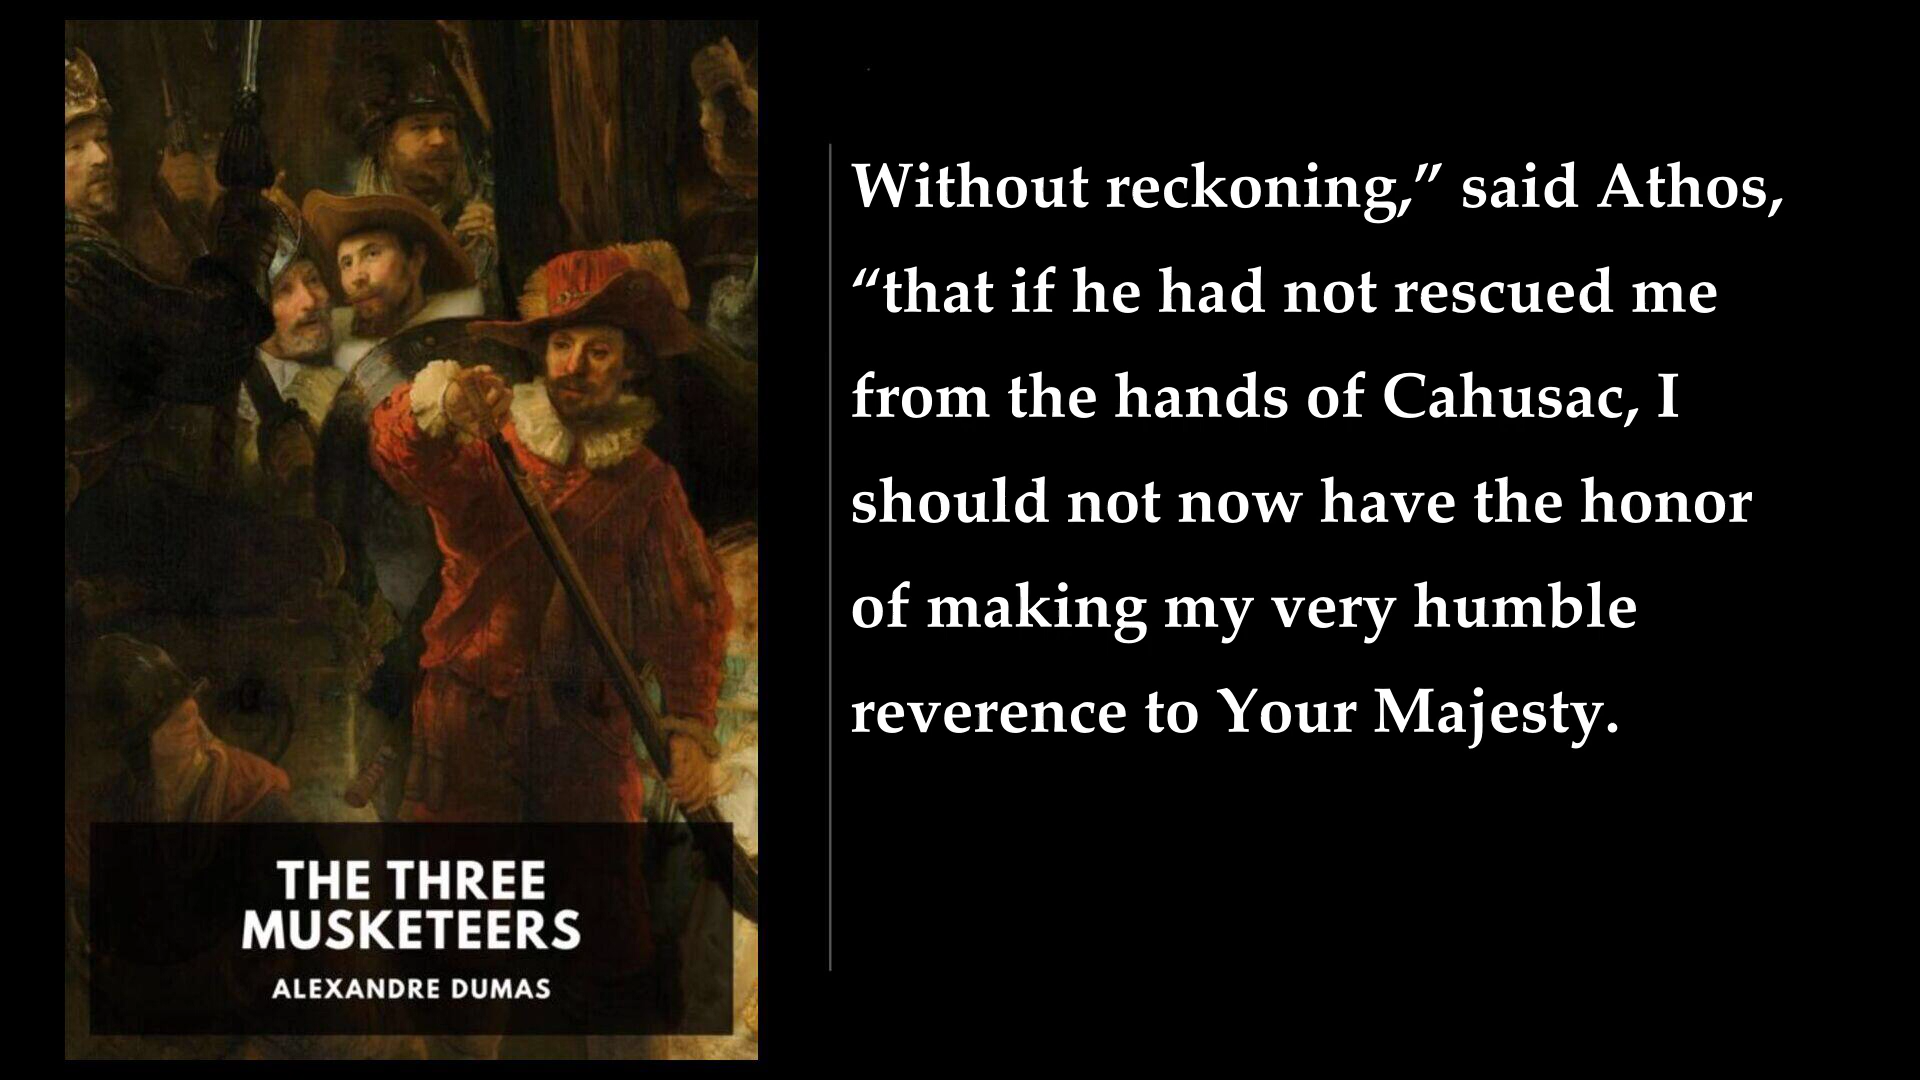 THE THREE
MUSKETEERS
ALEXANDRE DUMAS
Without reckoning,” said Athos,
“that if he had not rescued me
from the hands of Cahusac, I
should not now have the honor
of making my very humble
reverence to Your Majesty.